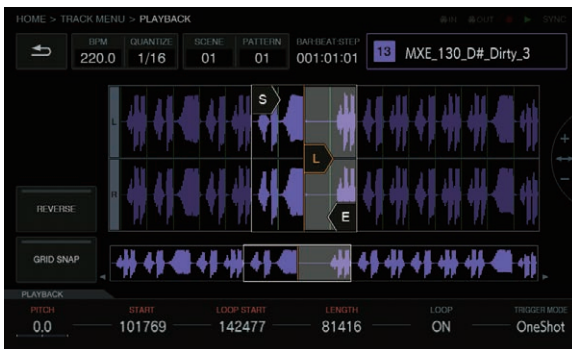 HOME > TRACK MENU > PLAYBACK IN OUT SYNC
BPM QUANTIZE SCENE PATTERN BAR:BEAT:STEP
220.0 1/16 01 01 001:01:01 13 MXE_130_D#_Dirty_3
S
L
L
R
E
REVERSE
GRID SNAP
PLAYBACK
PITCH START LOOP START LENGTH LOOP TRIGGER MODE
0.0 101769 142477 81416 ON OneShot